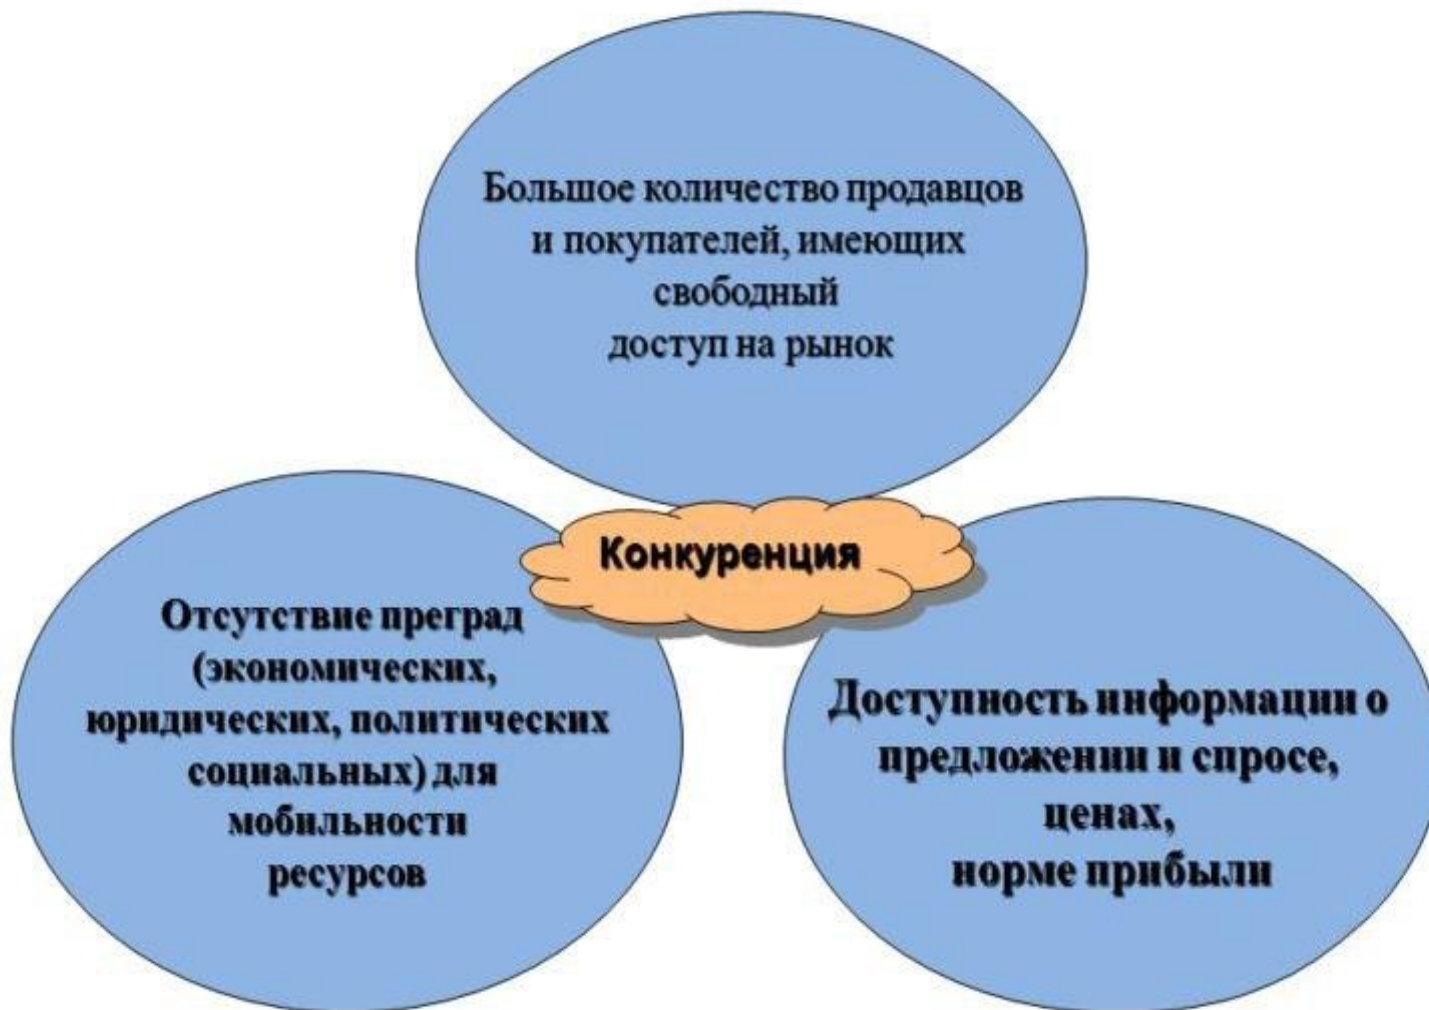 Большое количество продавцов
и покупателей, имеющих
свободный
доступ на рынок
Конкуренция
Отсутствие преград
(экономических,
юридических, политических
социальных) для
мобильности
ресурсов
Доступность информации о
предложении и спросе,
ценах,
норме прибыли